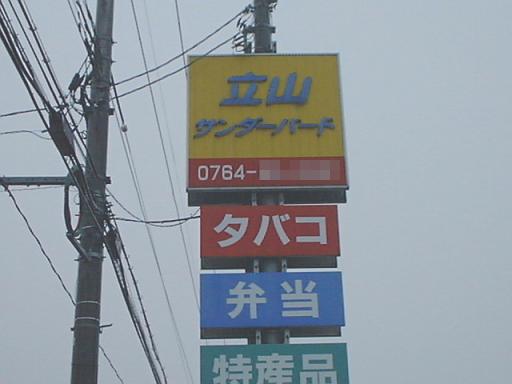 立山
サンダーバード
0764-
タバコ
弁当
特産品